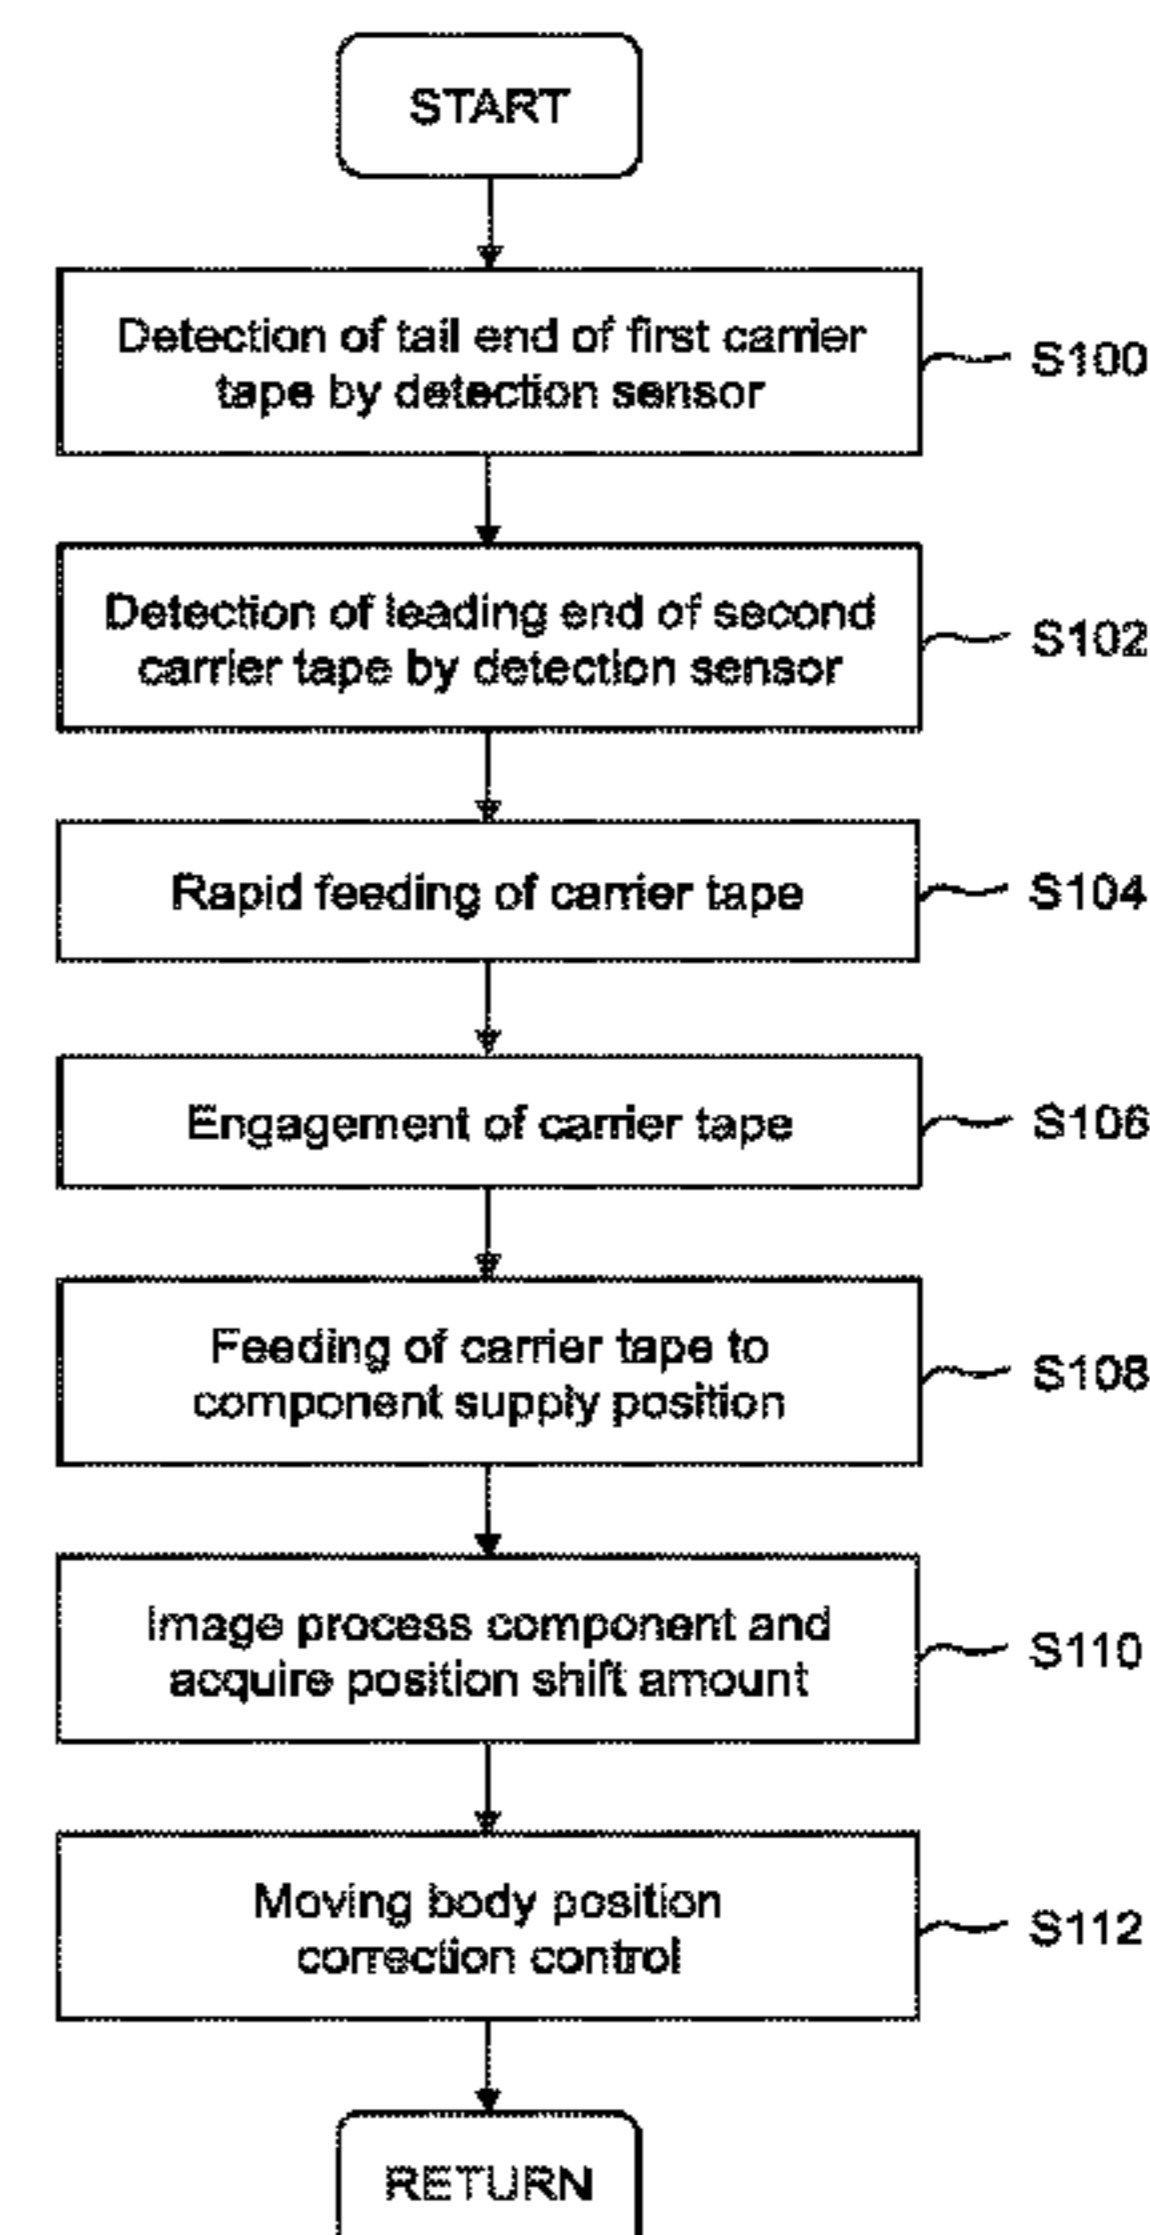 START
Detection of tail end of first carrier
tape by detection sensor
S100
Detection of leading end of second
carrier tape by detection sensor
S102
Rapid feeding of carrier tape
S104
Engagement of carrier tape
S106
Feeding of carrier tape to
component supply position
S108
Image process component and
acquire position shift amount
S110
Moving body position
correction control
S112
RETURN